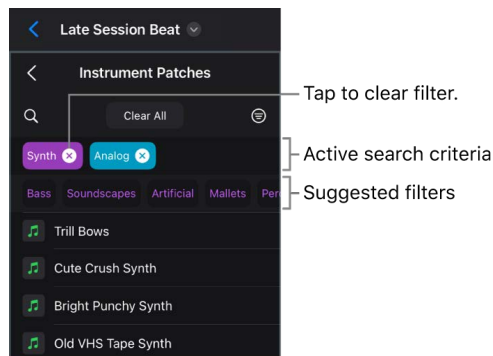 Late Session Beat
Instrument Patches
Tap to clear filter.
Clear All
Synth Analog
Active search criteria
Bass Soundscapes Artificial Mallets
Suggested filters
Trill Bows
Cute Crush Synth
Bright Punchy Synth
Old VHS Tape Synth